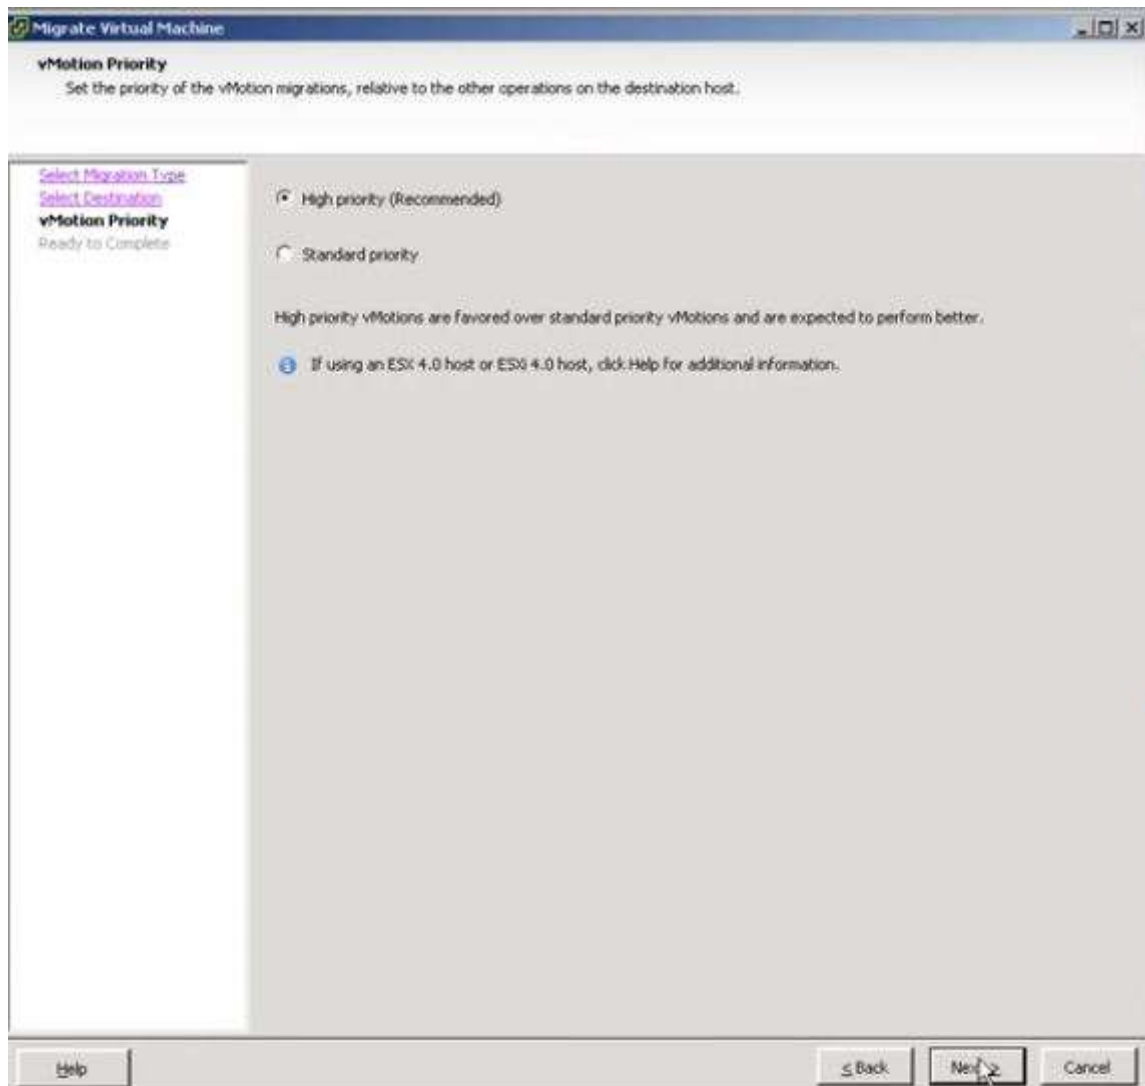 Migrate Virtual Machine
vMotion Priority
Set the priority of the vMotion migrations, relative to the other operations on the destination host.
Select Migration Type
Select Destination
vMotion Priority
Ready to Complete
High priority (Recommended)
Standard priority
High priority vMotions are favored over standard priority vMotions and are expected to perform better.
If using an ESX 4.0 host or ESXi 4.0 host, click Help for additional information.
Help
≤ Back
Next ≥
Cancel